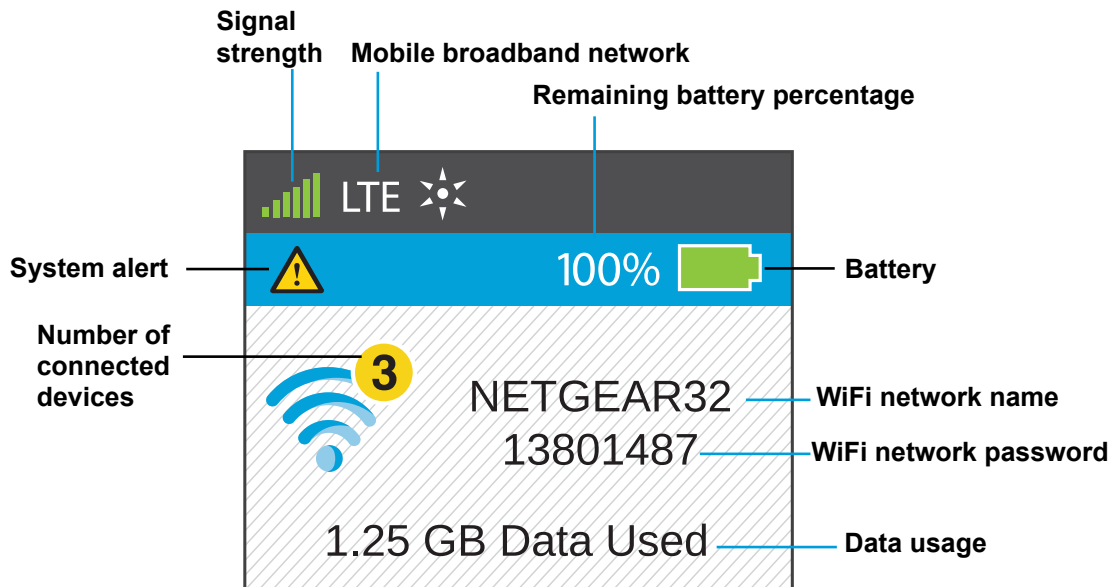 Signal
strength
Mobile broadband network
Remaining battery percentage
LTE
System alert
100%
Battery
Number of
connected
devices
3
NETGEAR32
WiFi network name
13801487
WiFi network password
1.25 GB Data Used
Data usage